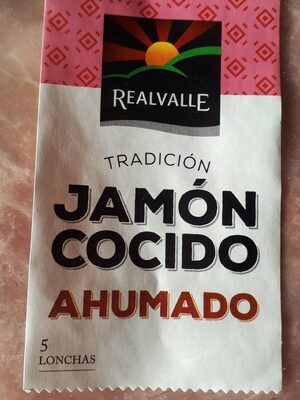 REALVALLE
TRADICIÓN
JAMÓN
COCIDO
AHUMADO
5
LONCHAS